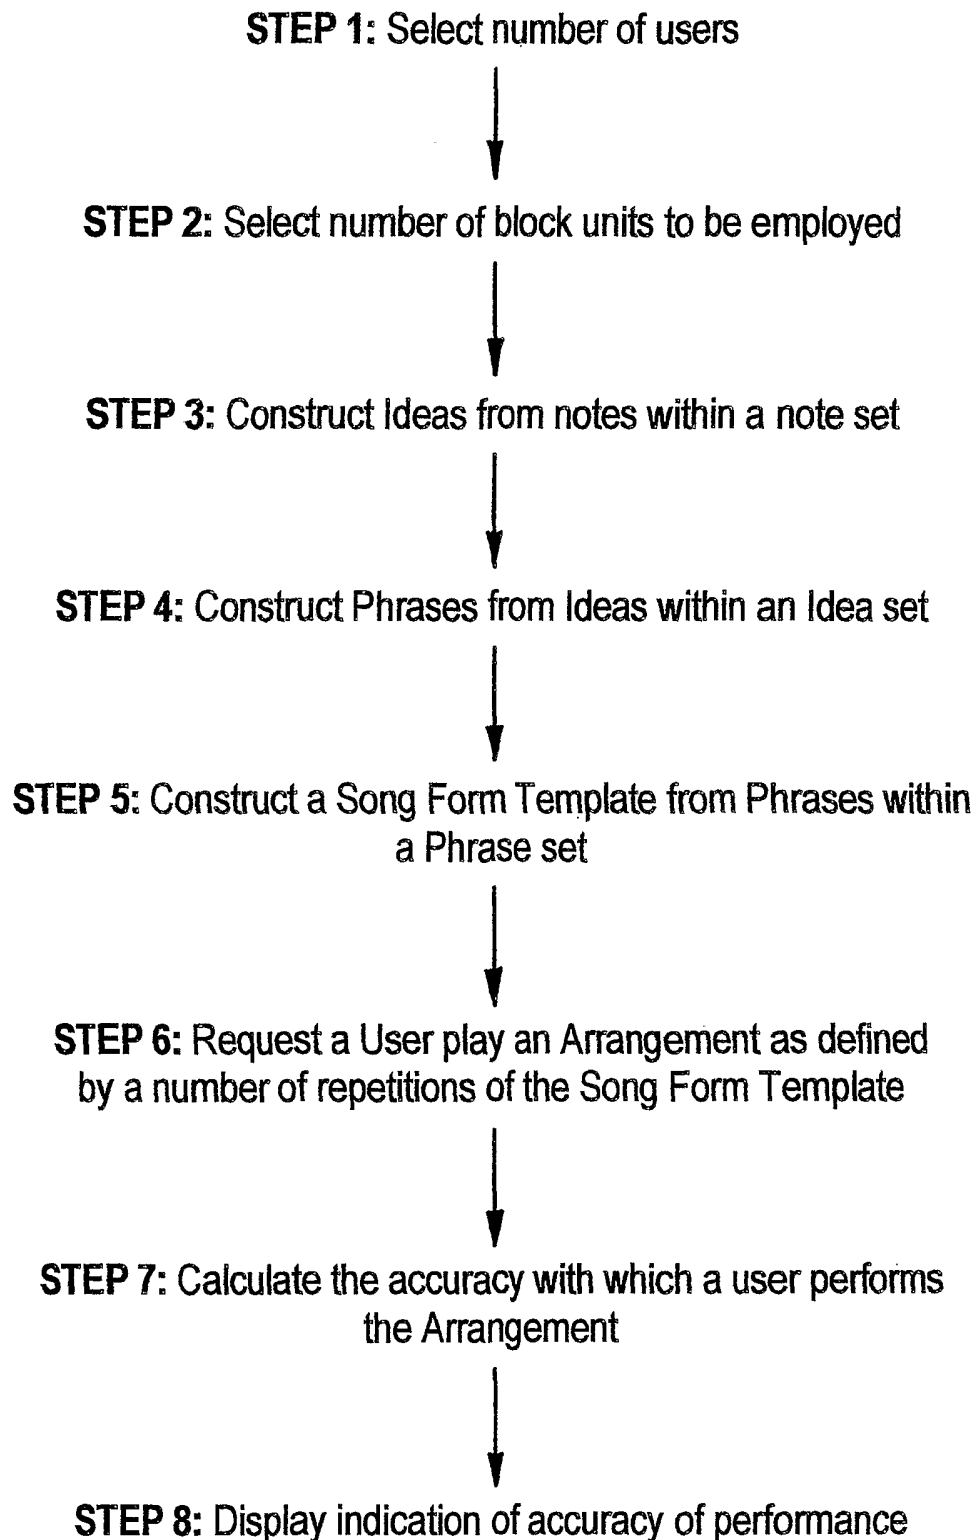 STEP 1: Select number of users
STEP 2: Select number of block units to be employed
STEP 3: Construct Ideas from notes within a note set
STEP 4: Construct Phrases from Ideas within an Idea set
STEP 5: Construct a Song Form Template from Phrases within
a Phrase set
STEP 6: Request a User play an Arrangement as defined
by a number of repetitions of the Song Form Template
STEP 7: Calculate the accuracy with which a user performs
the Arrangement
STEP 8: Display indication of accuracy of performance